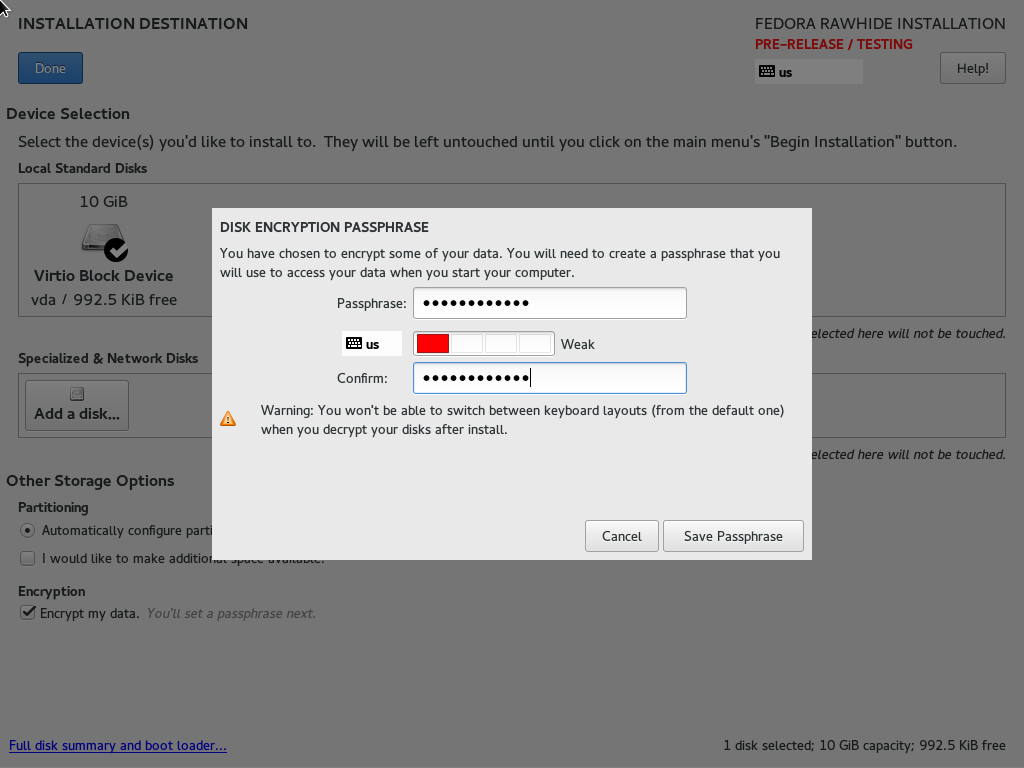 INSTALLATION DESTINATION
FEDORA RAWHIDE INSTALLATION
PRE-RELEASE / TESTING
Done
us
Help!
Device Selection
Select the device(s) you'd like to install to.  They will be left untouched until you click on the main menu's "Begin Installation" button.
Local Standard Disks
10 GiB
Virtio Block Device
vda / 992.5 KiB free
elected here will not be touched.
Specialized & Network Disks
Add a disk...
elected here will not be touched.
DISK ENCRYPTION PASSPHRASE
You have chosen to encrypt some of your data. You will need to create a passphrase that you
will use to access your data when you start your computer.
Passphrase: ●●●●●●●●●●●●
us
Weak
Confirm: ●●●●●●●●●●●●
Warning: You won't be able to switch between keyboard layouts (from the default one)
when you decrypt your disks after install.
Cancel
Save Passphrase
Other Storage Options
Partitioning
Automatically configure parti
I would like to make additional space available.
Encryption
Encrypt my data. You'll set a passphrase next.
Full disk summary and boot loader...
1 disk selected; 10 GiB capacity; 992.5 KiB free